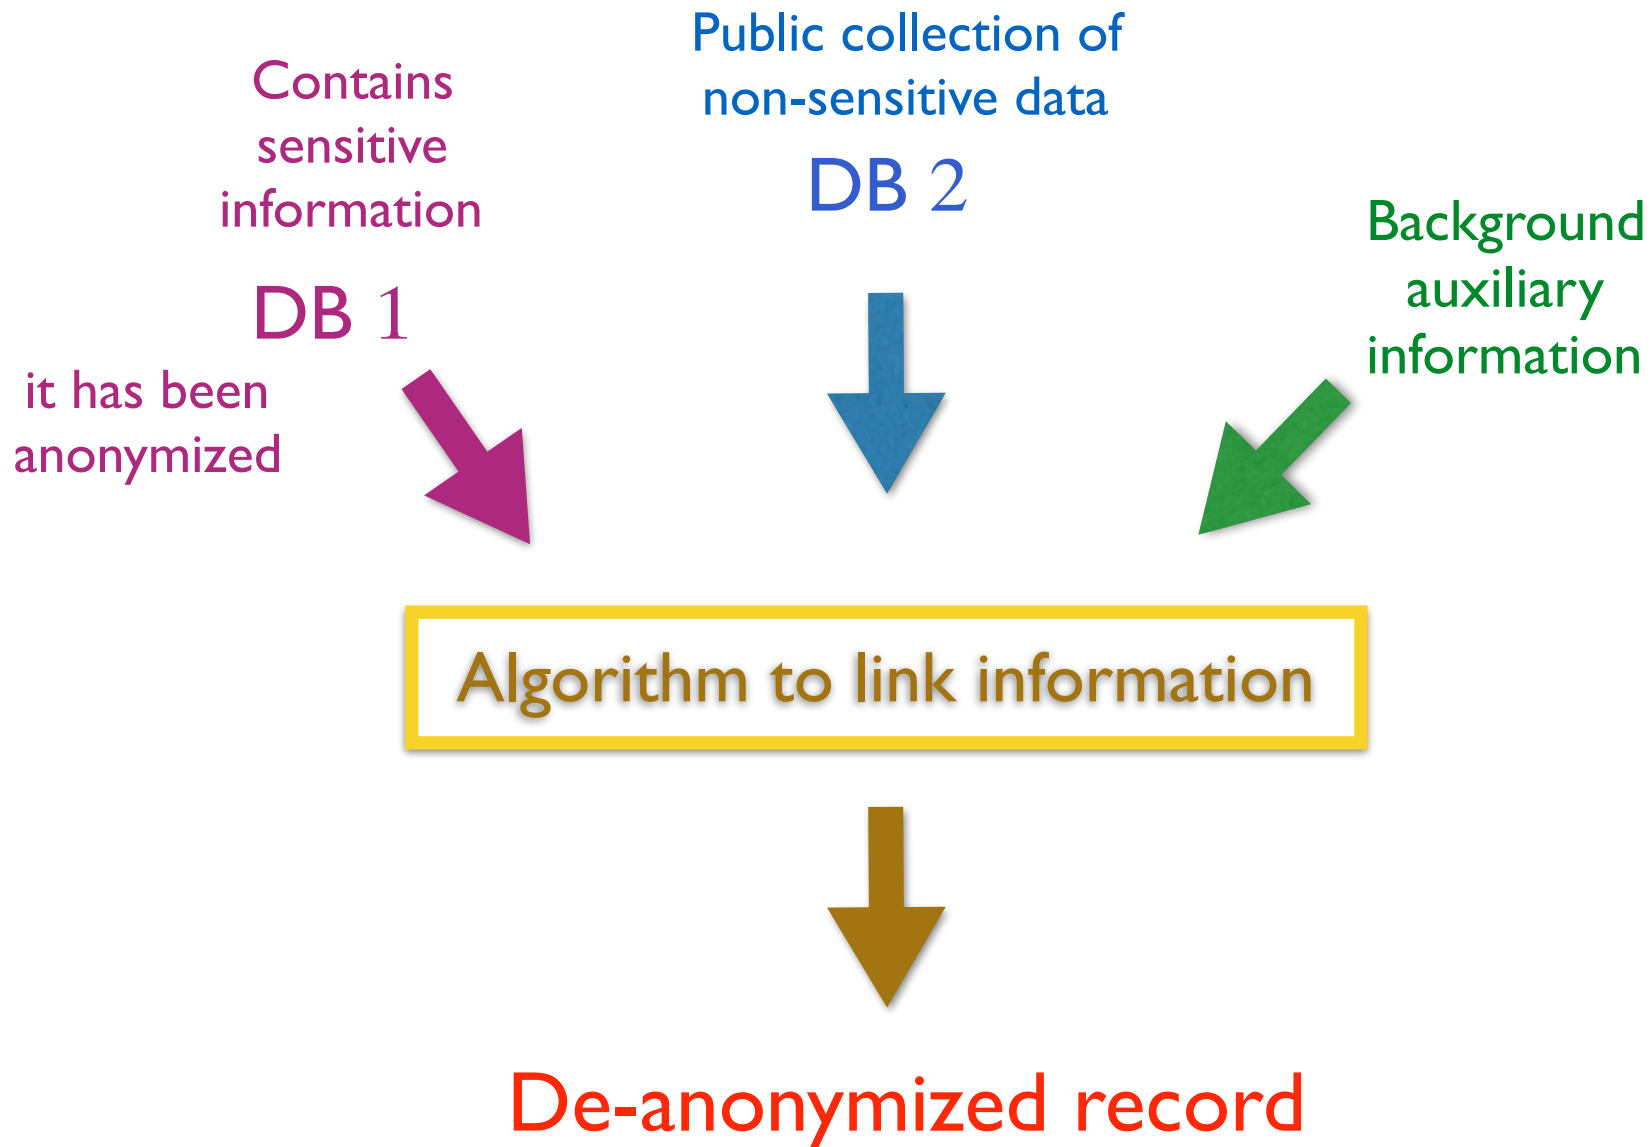 Contains
sensitive
information
DB 1
it has been
anonymized
Public collection of
non-sensitive data
DB 2
Background
auxiliary
information
Algorithm to link information
De-anonymized record